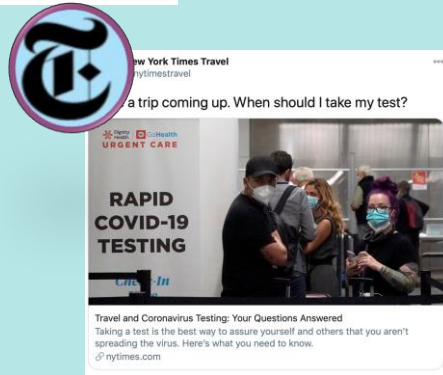 ew York Times Travel
nytimestravel
a trip coming up. When should I take my test?
Dignity Health GoHealth
URGENT CARE
RAPID
COVID-19
TESTING
Travel and Coronavirus Testing: Your Questions Answered
Taking a test is the best way to assure yourself and others that you aren't
spreading the virus. Here's what you need to know.
nytimes.com